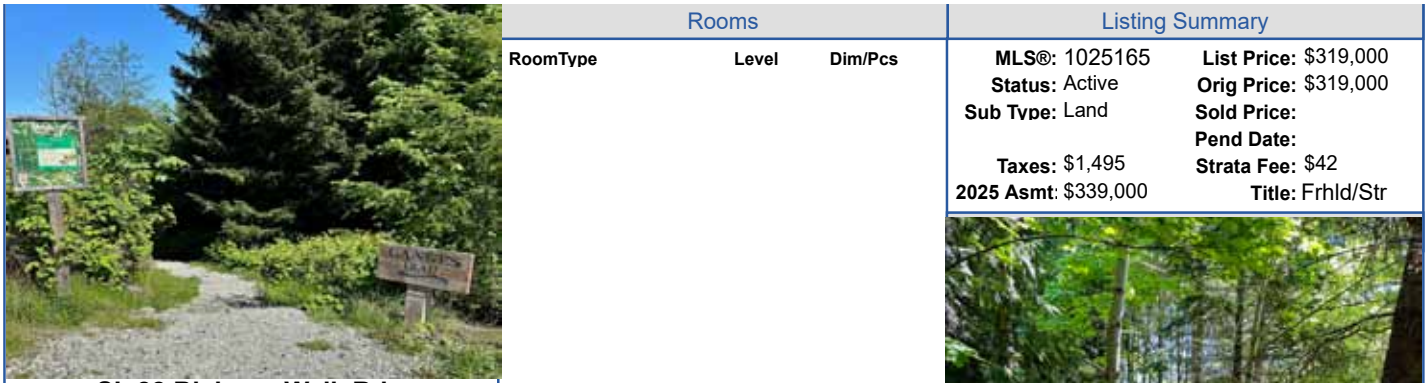 Rooms
RoomType Level Dim/Pcs
Listing Summary
MLS®: 1025165 List Price: $319,000
Status: Active Orig Price: $319,000
Sub Type: Land Sold Price:
Pend Date:
Taxes: $1,495 Strata Fee: $42
2025 Asmt: $339,000 Title: Frhld/Str
GANGES